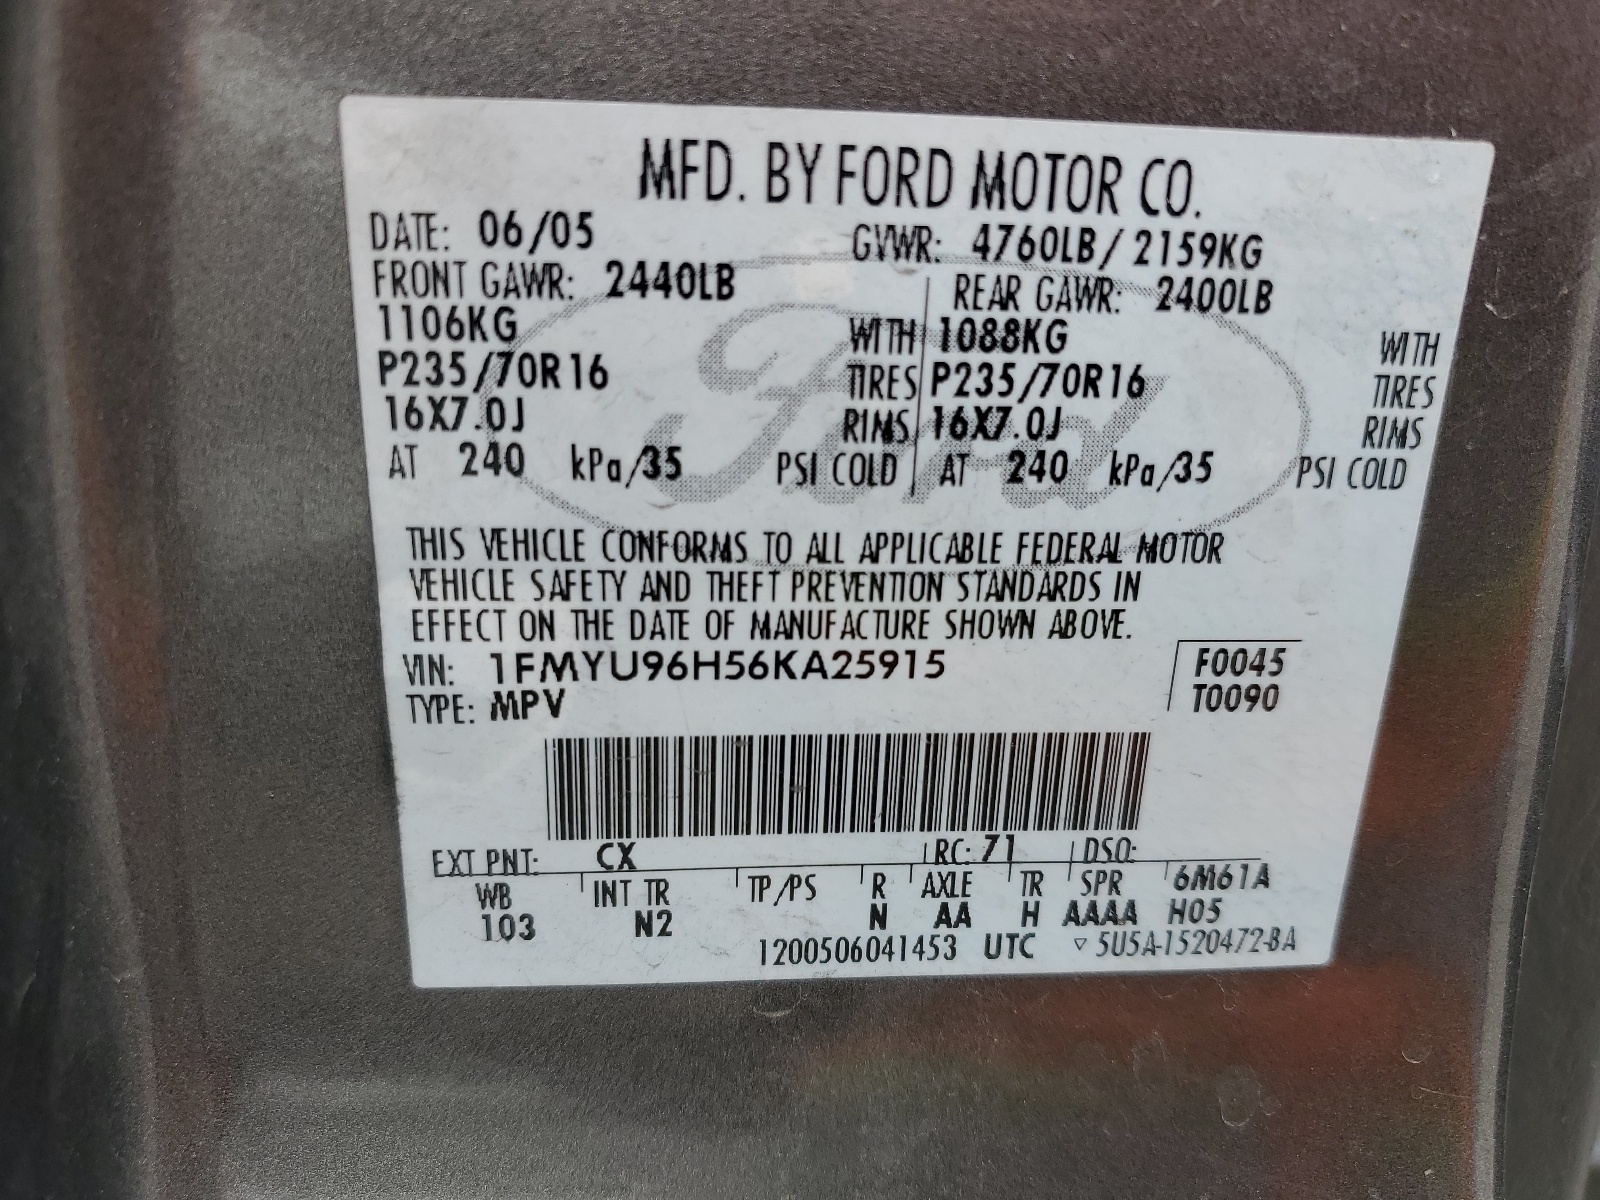 MFD. BY FORD MOTOR CO.
DATE: 06/05 GVWR: 4760LB/ 2159KG
FRONT GAWR: 2440LB REAR GAWR: 2400LB
1106KG WITH 1088KG WITH
P235/70R16 TIRES P235/70R16 TIRES
16X7.0J RIMS 16X7.0J RIMS
AT 240 kPa/35 PSI COLD AT 240 kPa/35 PSI COLD
Ford
THIS VEHICLE CONFORMS TO ALL APPLICABLE FEDERAL MOTOR
VEHICLE SAFETY AND THEFT PREVENTION STANDARDS IN
EFFECT ON THE DATE OF MANUFACTURE SHOWN ABOVE.
VIN: 1FMYU96H56KA25915 F0045
TYPE: MPV T0090
EXT PNT: CX RC: 71 DSO:
WB INT TR TP/PS R AXLE TR SPR 6M61A
103 N2 N AA H AAAA H05
1200506041453 UTC ▽ 5U5A-1520472-BA